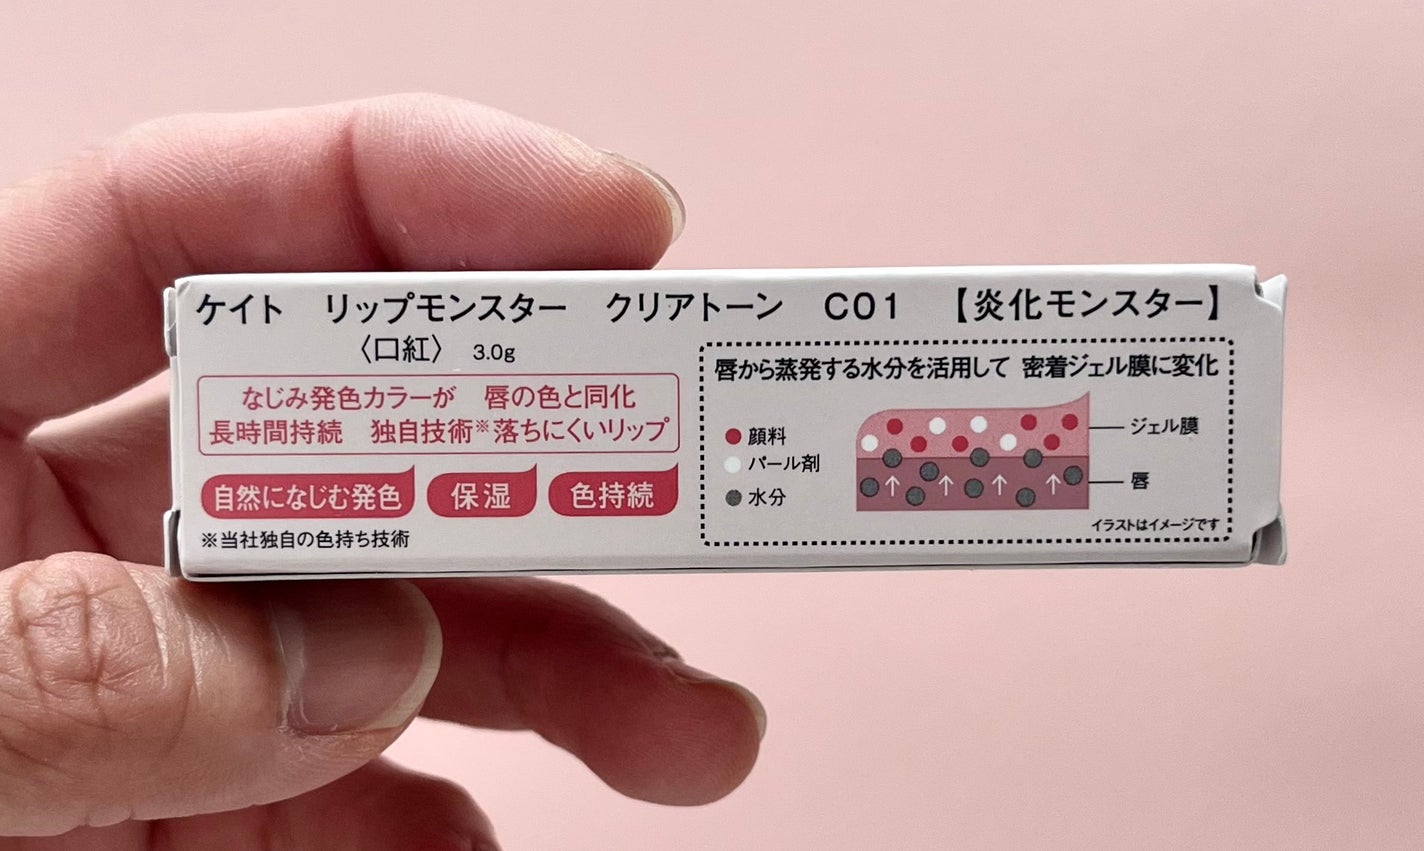 ケイト　リップモンスター　クリアトーン　C01　【炎化モンスター】
〈口紅〉 3.0g
なじみ発色カラーが　唇の色と同化
長時間持続　独自技術※落ちにくいリップ
自然になじむ発色　保湿　色持続
※当社独自の色持ち技術
唇から蒸発する水分を活用して 密着ジェル膜に変化
顔料
パール剤
水分
ジェル膜
唇
イラストはイメージです